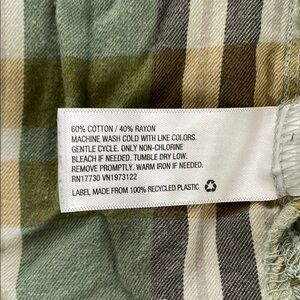 60% COTTON / 40% RAYON
MACHINE WASH COLD WITH LIKE COLORS.
GENTLE CYCLE. ONLY NON-CHLORINE
BLEACH IF NEEDED. TUMBLE DRY LOW.
REMOVE PROMPTLY. WARM IRON IF NEEDED.
RN17730 VN1973122
LABEL MADE FROM 100% RECYCLED PLASTIC